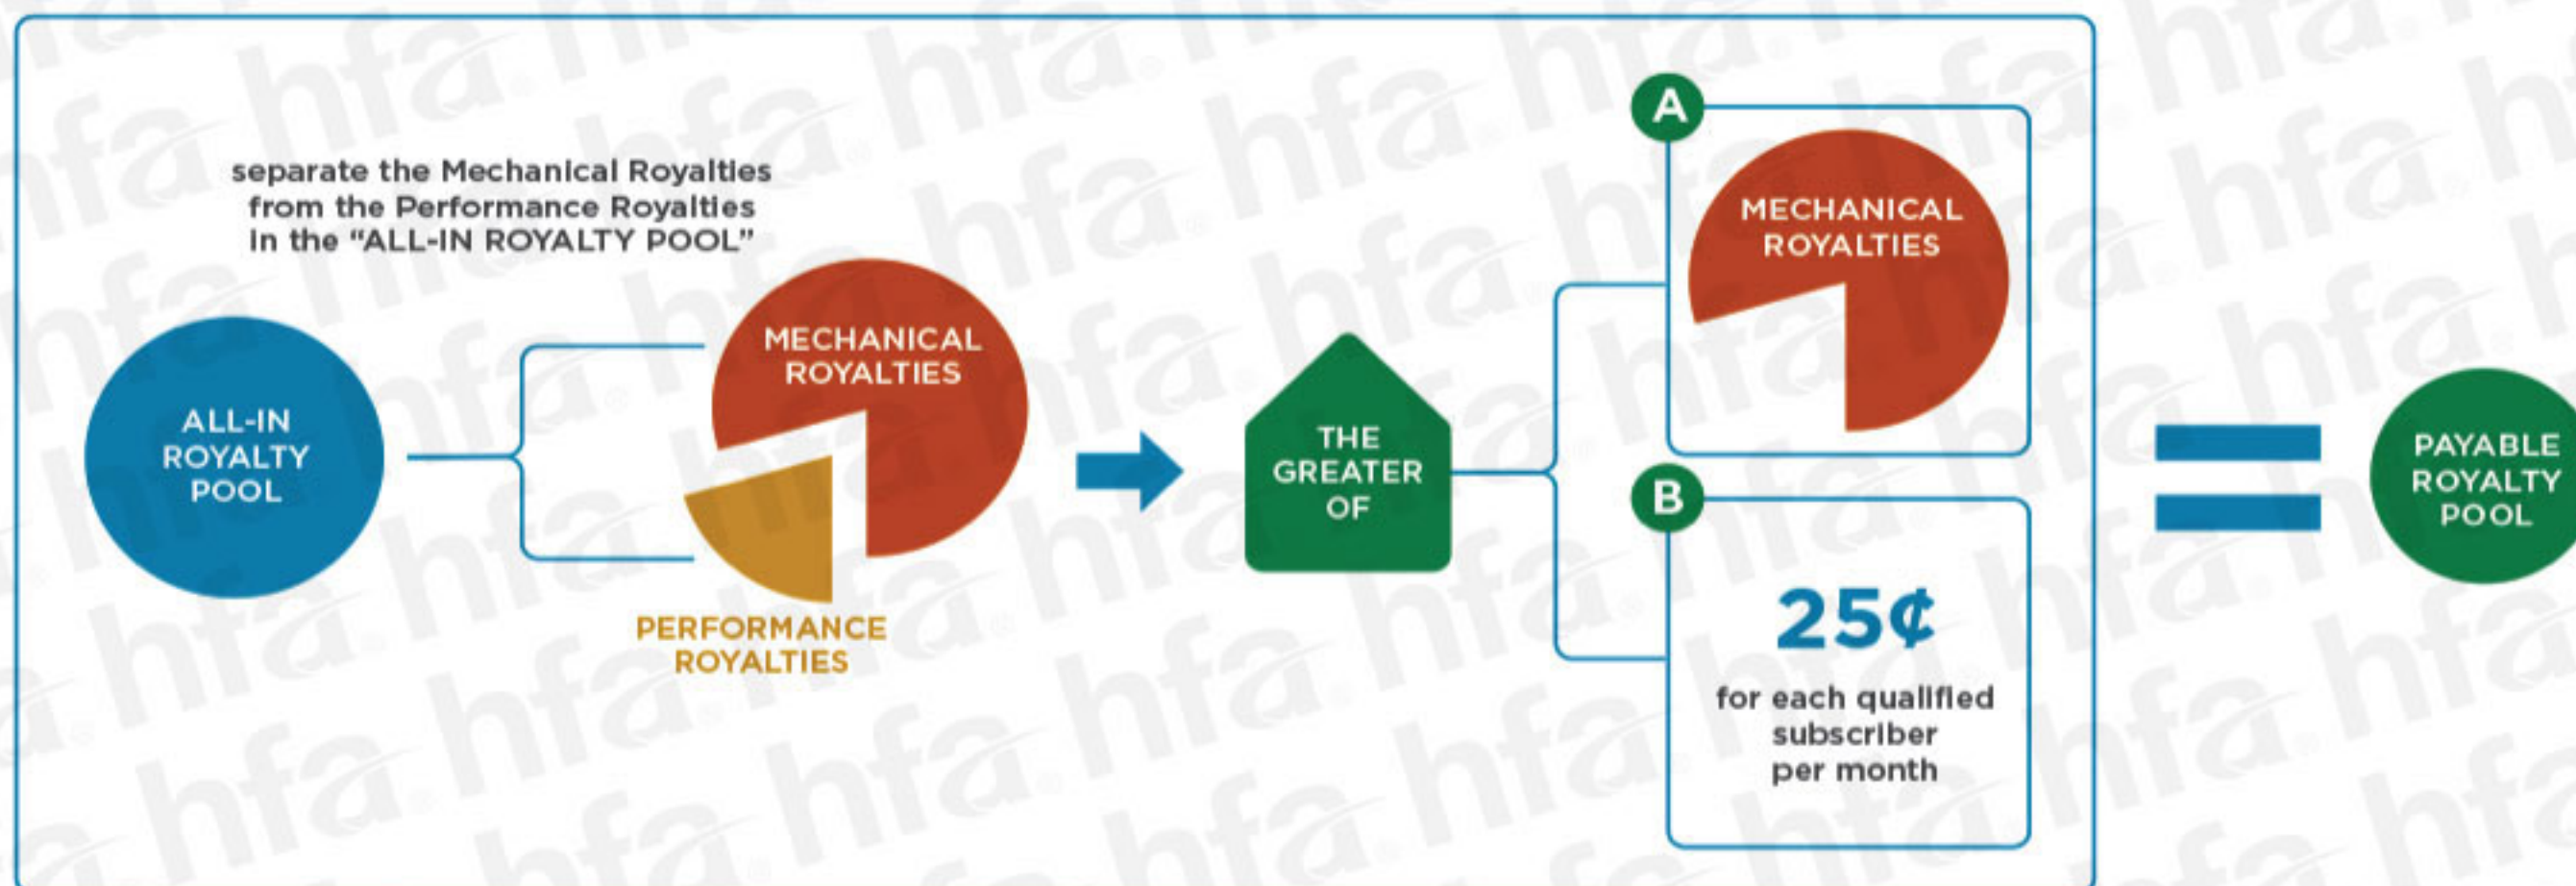 separate the Mechanical Royalties
from the Performance Royalties
in the “ALL-IN ROYALTY POOL”
ALL-IN
ROYALTY
POOL
MECHANICAL
ROYALTIES
PERFORMANCE
ROYALTIES
THE
GREATER
OF
A
MECHANICAL
ROYALTIES
B
25¢
for each qualified
subscriber
per month
PAYABLE
ROYALTY
POOL
hfa